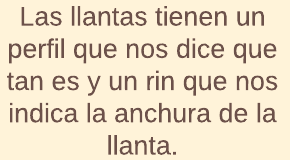 Las llantas tienen un
perfil que nos dice que
tan es y un rin que nos
indica la anchura de la
llanta.